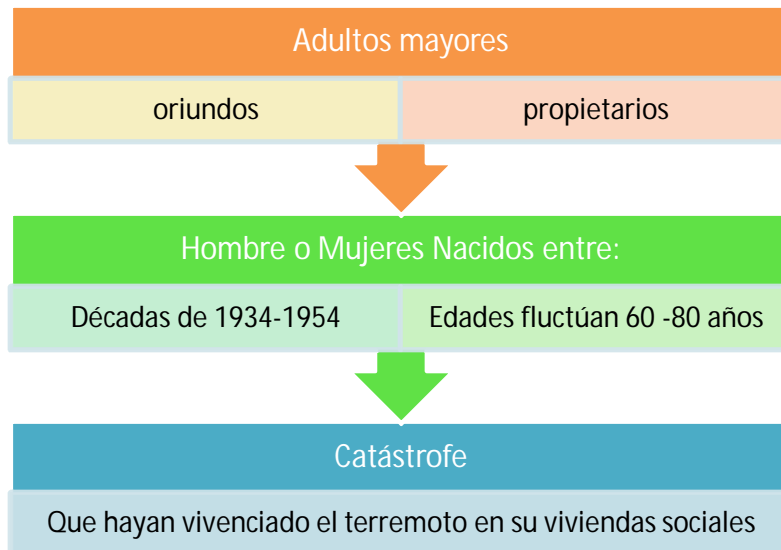 Adultos mayores
oriundos
propietarios
Hombre o Mujeres Nacidos entre:
Décadas de 1934-1954
Edades fluctúan 60 -80 años
Catástrofe
Que hayan vivenciado el terremoto en su viviendas sociales